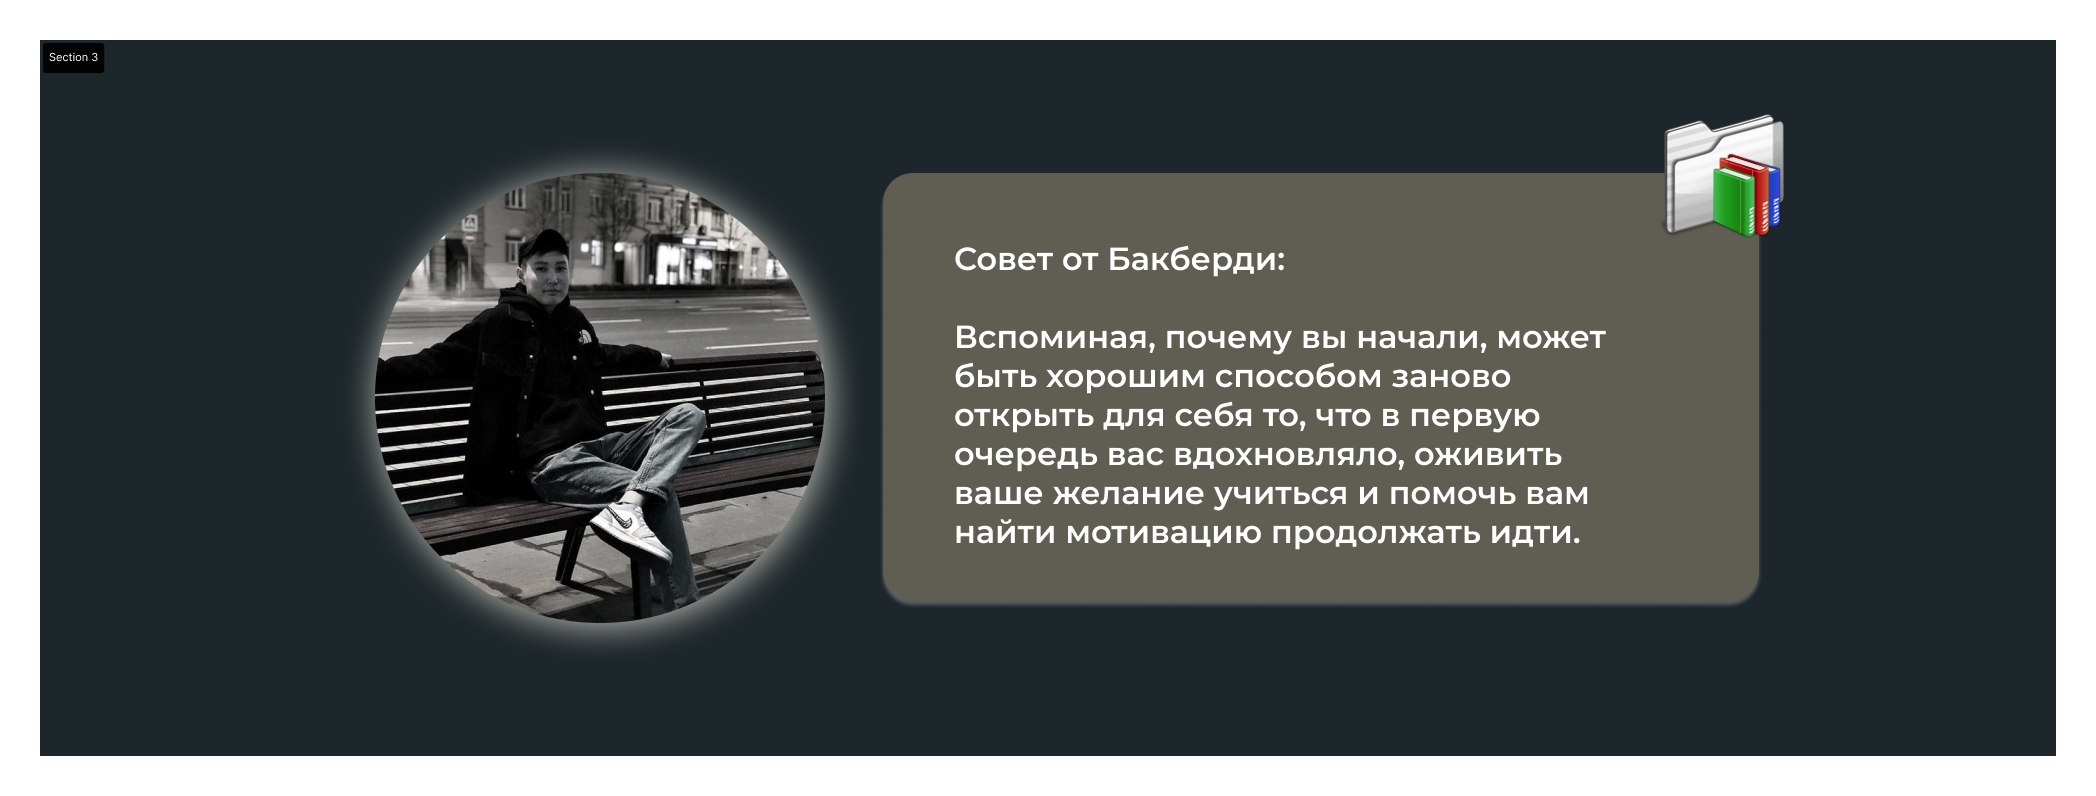 Section 3
Совет от Бакберди:
Вспоминая, почему вы начали, может
быть хорошим способом заново
открыть для себя то, что в первую
очередь вас вдохновляло, оживить
ваше желание учиться и помочь вам
найти мотивацию продолжать идти.